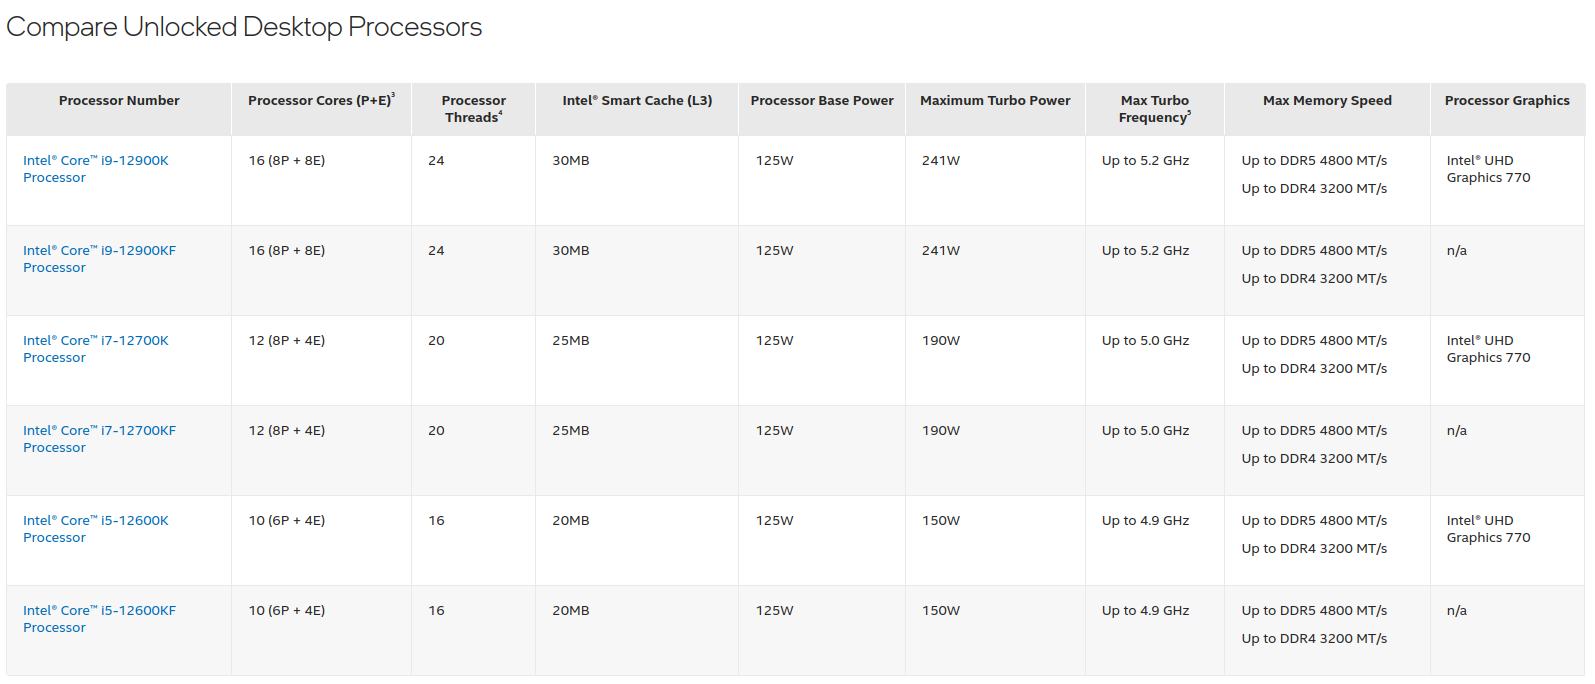 Compare Unlocked Desktop Processors
Processor Number Processor Cores (P+E)³ Processor Threads⁴ Intel® Smart Cache (L3) Processor Base Power Maximum Turbo Power Max Turbo Frequency⁵ Max Memory Speed Processor Graphics
Intel® Core™ i9-12900K 16 (8P + 8E) 24 30MB 125W 241W Up to 5.2 GHz Up to DDR5 4800 MT/s Intel® UHD
Processor Up to DDR4 3200 MT/s Graphics 770
Intel® Core™ i9-12900KF 16 (8P + 8E) 24 30MB 125W 241W Up to 5.2 GHz Up to DDR5 4800 MT/s n/a
Processor Up to DDR4 3200 MT/s
Intel® Core™ i7-12700K 12 (8P + 4E) 20 25MB 125W 190W Up to 5.0 GHz Up to DDR5 4800 MT/s Intel® UHD
Processor Up to DDR4 3200 MT/s Graphics 770
Intel® Core™ i7-12700KF 12 (8P + 4E) 20 25MB 125W 190W Up to 5.0 GHz Up to DDR5 4800 MT/s n/a
Processor Up to DDR4 3200 MT/s
Intel® Core™ i5-12600K 10 (6P + 4E) 16 20MB 125W 150W Up to 4.9 GHz Up to DDR5 4800 MT/s Intel® UHD
Processor Up to DDR4 3200 MT/s Graphics 770
Intel® Core™ i5-12600KF 10 (6P + 4E) 16 20MB 125W 150W Up to 4.9 GHz Up to DDR5 4800 MT/s n/a
Processor Up to DDR4 3200 MT/s